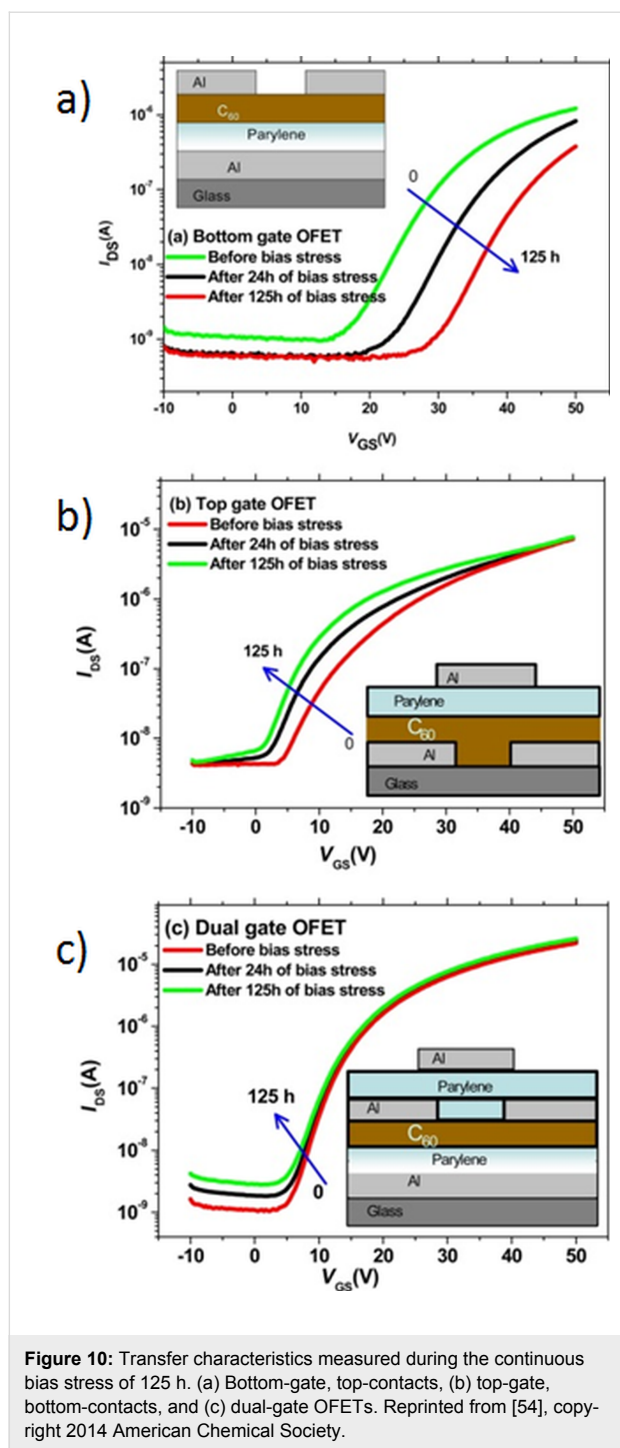 a)
Al
C60
Parylene
Al
Glass
(a) Bottom gate OFET
Before bias stress
After 24h of bias stress
After 125h of bias stress
0
125 h
10-6
10-7
10-8
10-9
IDS(A)
-10 0 10 20 30 40 50
VGS(V)
b)
(b) Top gate OFET
Before bias stress
After 24h of bias stress
After 125h of bias stress
125 h
0
Al
Parylene
C60
Al
Glass
10-5
10-6
10-7
10-8
10-9
IDS(A)
-10 0 10 20 30 40 50
VGS(V)
c)
(c) Dual gate OFET
Before bias stress
After 24h of bias stress
After 125h of bias stress
125 h
0
Al
Parylene
Al
C60
Parylene
Al
Glass
10-5
10-6
10-7
10-8
10-9
IDS(A)
-10 0 10 20 30 40 50
VGS(V)
Figure 10: Transfer characteristics measured during the continuous
bias stress of 125 h. (a) Bottom-gate, top-contacts, (b) top-gate,
bottom-contacts, and (c) dual-gate OFETs. Reprinted from [54], copy-
right 2014 American Chemical Society.